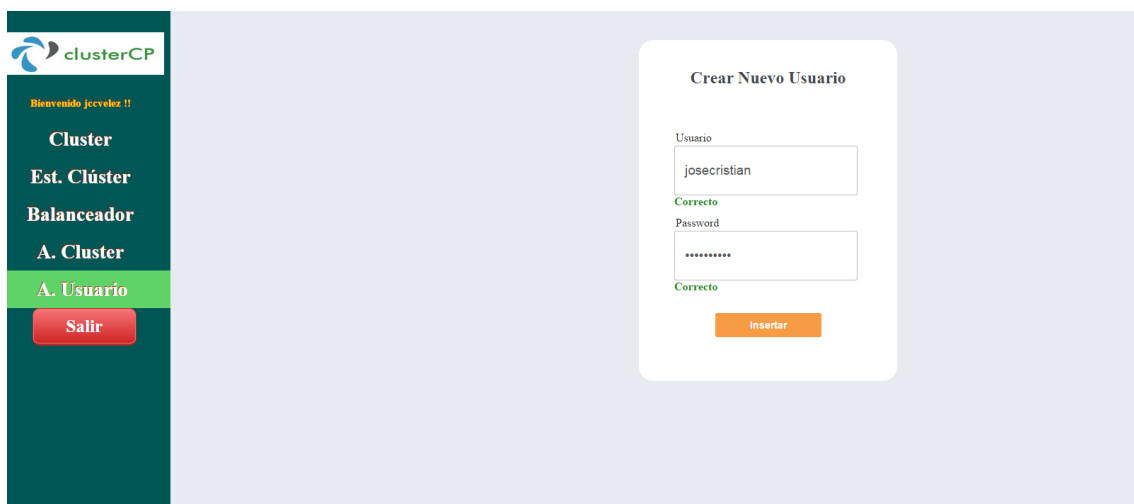 clusterCP
Bienvenido jccvelez !!
Cluster
Est. Clúster
Balanceador
A. Cluster
A. Usuario
Salir
Crear Nuevo Usuario
Usuario
josecristian
Correcto
Password
••••••••••
Correcto
Insertar